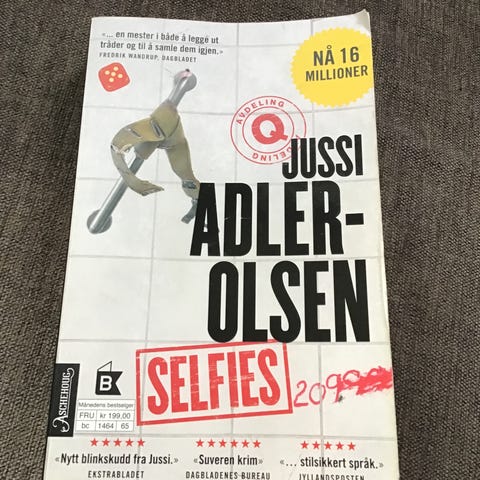 «... en mester i både å legge ut
tråder og til å samle dem igjen.»
FREDRIK WANDRUP, DAGBLADET
NÅ 16
MILLIONER
AVDELING
Q
AVDELING
JUSSI
ADLER-
OLSEN
SELFIES
ASCHEHOUG
B
Månedens bestselger
FRU kr 199,00
bc 1464 65
★★★★★
«Nytt blinkskudd fra Jussi.»
EKSTRABLADET
★★★★★★
«Suveren krim»
DAGBLADENES BUREAU
★★★★★
«... stilsikkert språk.»
JYLLANDSPOSTEN